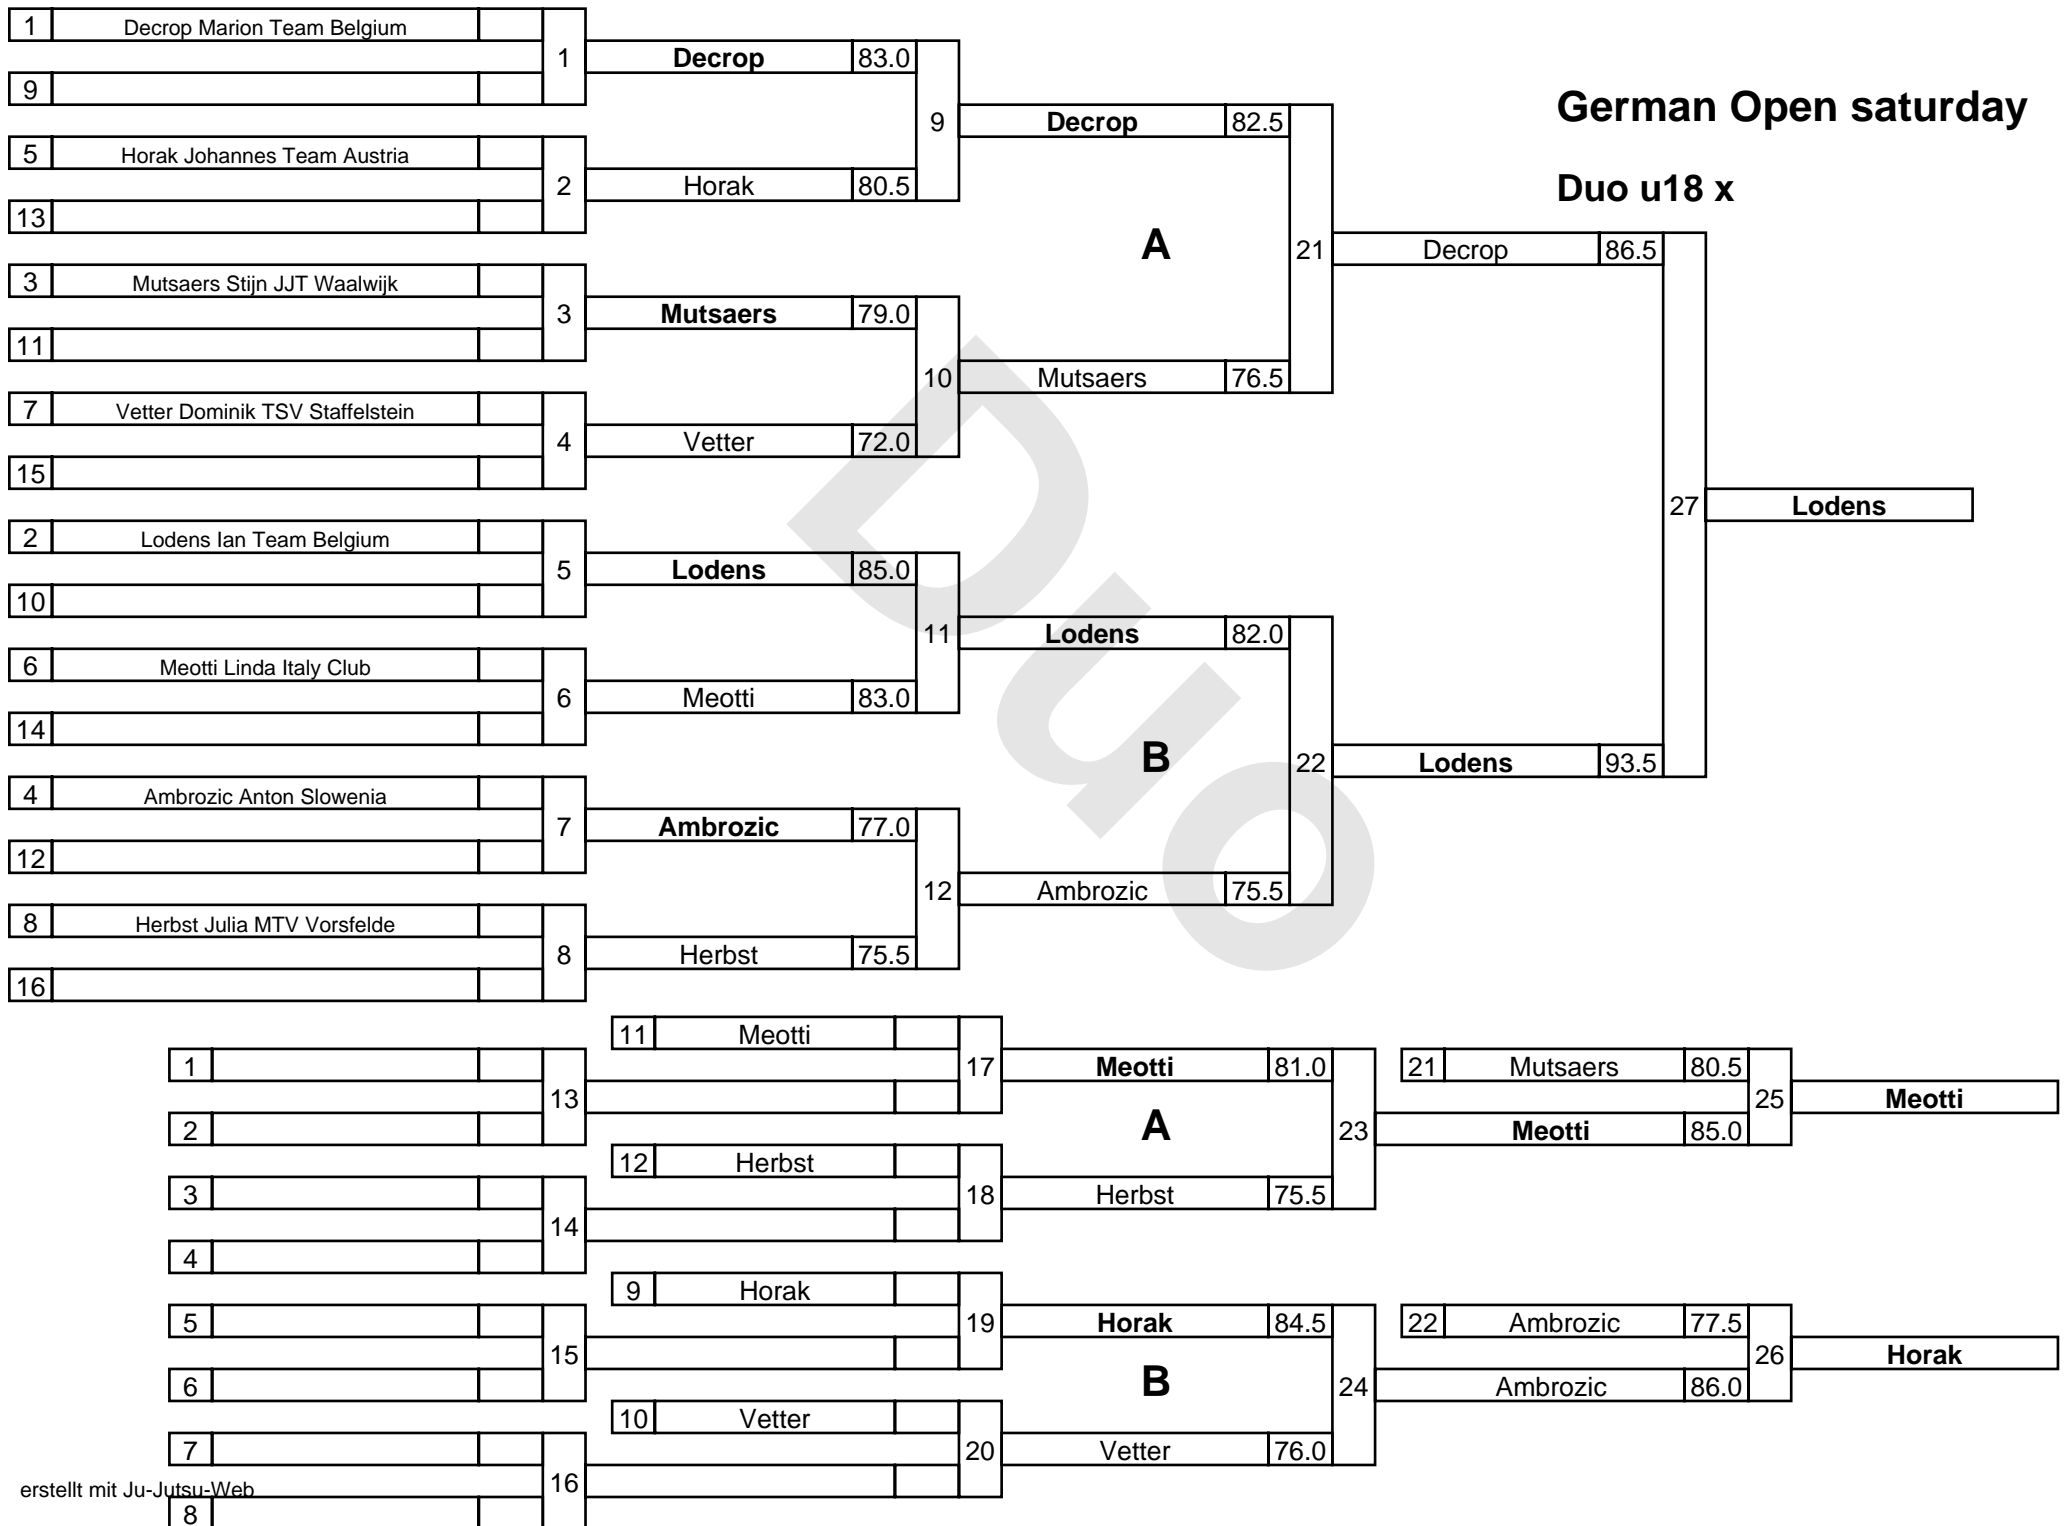 German Open saturday
Duo u18 x
1 Decrop Marion Team Belgium
1
Decrop 83.0
9
9
Decrop 82.5
5 Horak Johannes Team Austria
2
Horak 80.5
13
A
21
Decrop 86.5
3 Mutsaers Stijn JJT Waalwijk
3
Mutsaers 79.0
11
10
Mutsaers 76.5
7 Vetter Dominik TSV Staffelstein
4
Vetter 72.0
15
27
Lodens
2 Lodens Ian Team Belgium
5
Lodens 85.0
10
11
Lodens 82.0
6 Meotti Linda Italy Club
6
Meotti 83.0
14
B
22
Lodens 93.5
4 Ambrozic Anton Slowenia
7
Ambrozic 77.0
12
12
Ambrozic 75.5
8 Herbst Julia MTV Vorsfelde
8
Herbst 75.5
16
Duo
11 Meotti
1
17
Meotti 81.0
21 Mutsaers 80.5
13
A
25
Meotti
2
23
Meotti 85.0
12 Herbst
3
18
Herbst 75.5
14
4
9 Horak
5
19
Horak 84.5
22 Ambrozic 77.5
15
B
26
Horak
6
24
Ambrozic 86.0
10 Vetter
7
20
Vetter 76.0
16
erstellt mit Ju-Jutsu-Web
8